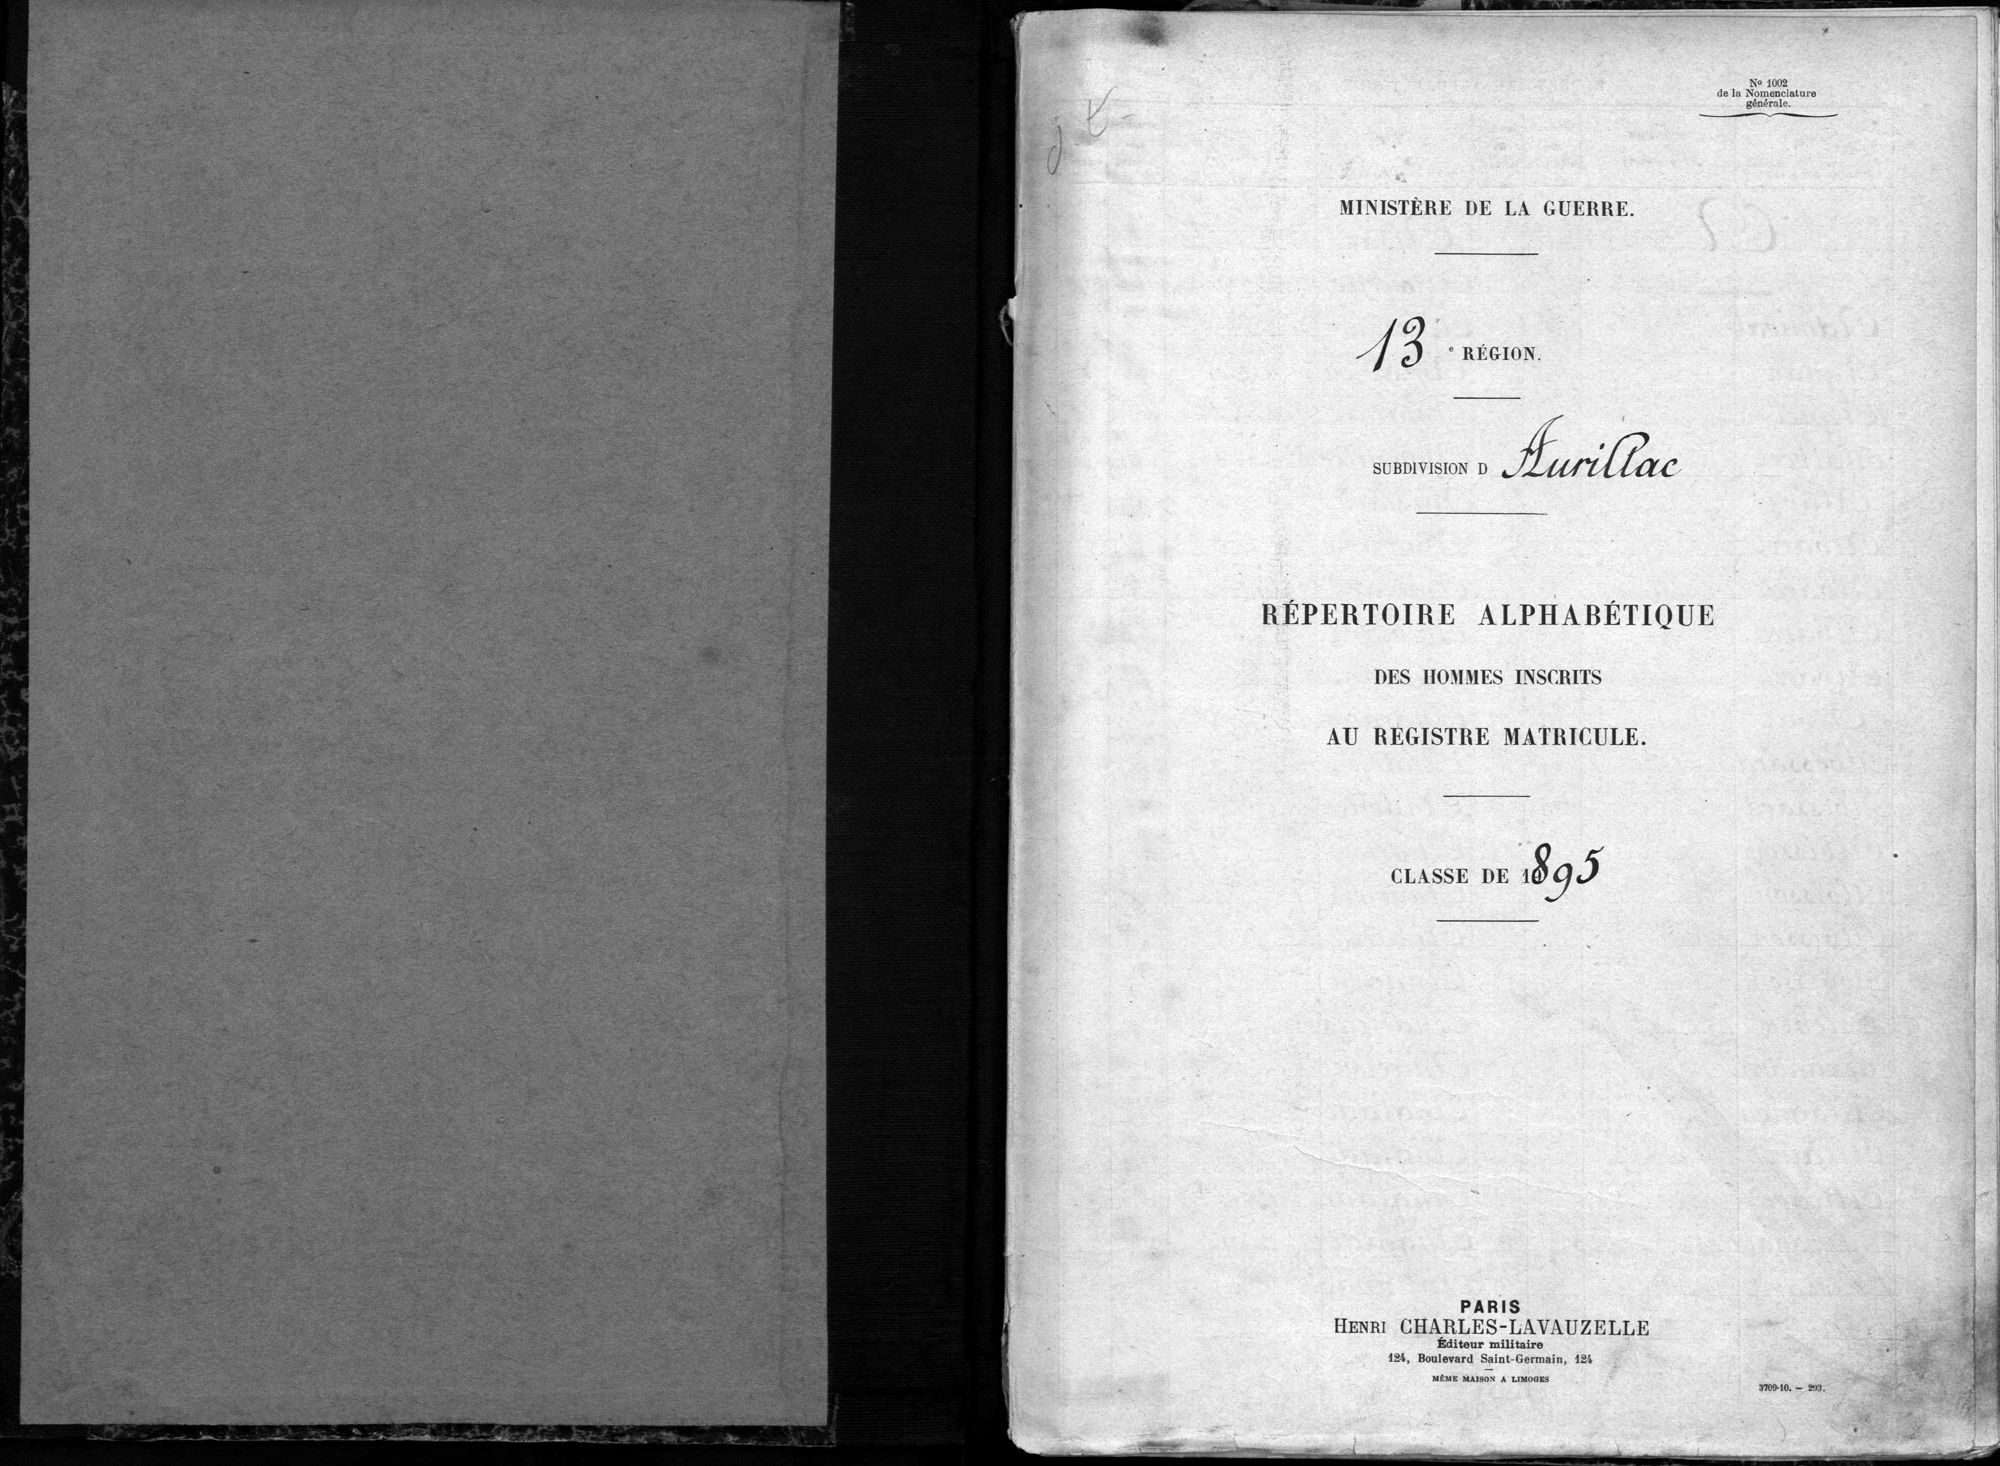 Nº 1002
de la Nomenclature
générale.
MINISTÈRE DE LA GUERRE.
13e RÉGION.
SUBDIVISION D Aurillac
RÉPERTOIRE ALPHABÉTIQUE
DES HOMMES INSCRITS
AU REGISTRE MATRICULE.
CLASSE DE 1895
PARIS
HENRI CHARLES-LAVAUZELLE
Éditeur militaire
124, Boulevard Saint-Germain, 124
MÊME MAISON A LIMOGES
3709-10. — 293.